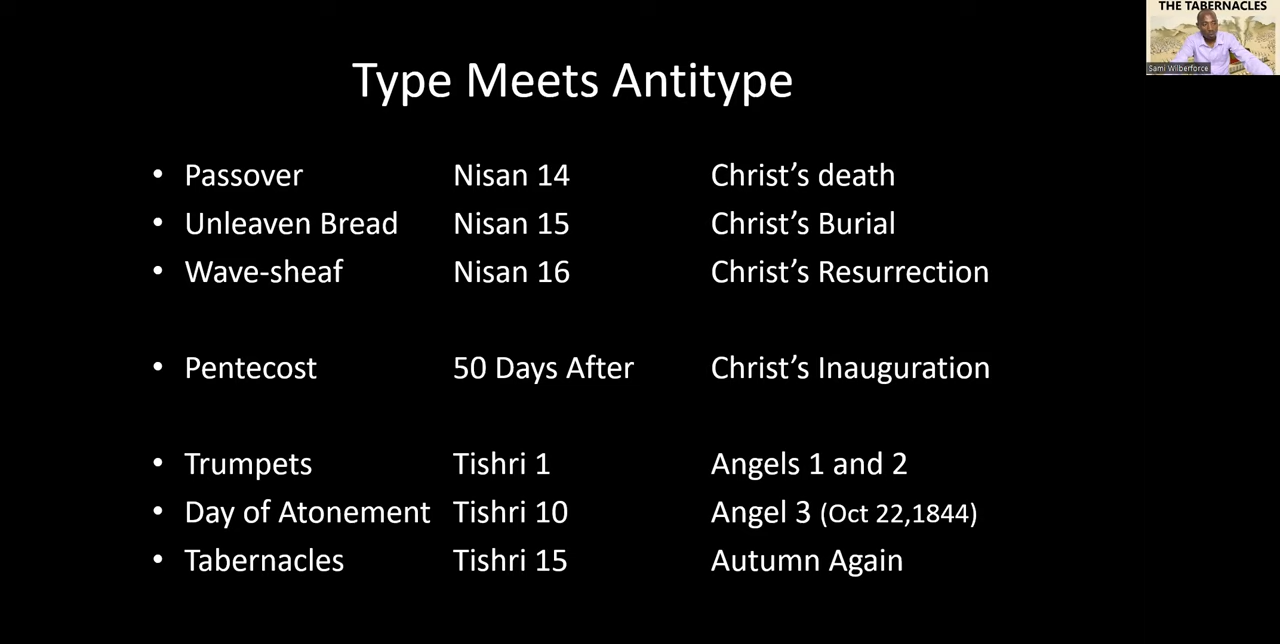 THE TABERNACLES
Sami Wilberforce
Type Meets Antitype
• Passover Nisan 14 Christ’s death
• Unleaven Bread Nisan 15 Christ’s Burial
• Wave-sheaf Nisan 16 Christ’s Resurrection
• Pentecost 50 Days After Christ’s Inauguration
• Trumpets Tishri 1 Angels 1 and 2
• Day of Atonement Tishri 10 Angel 3 (Oct 22,1844)
• Tabernacles Tishri 15 Autumn Again